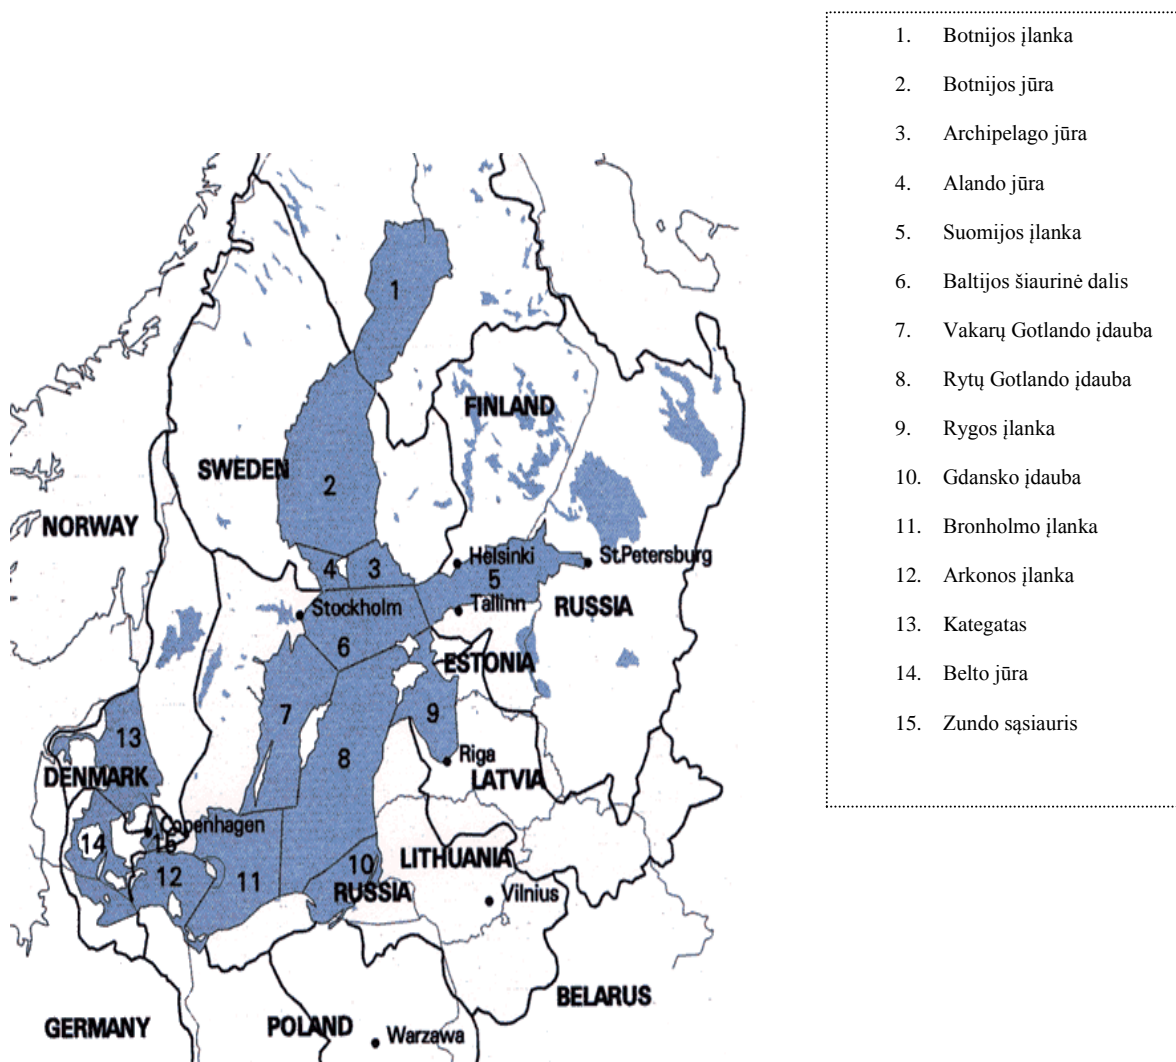 1. Botnijos įlanka
2. Botnijos jūra
3. Archipelago jūra
4. Alando jūra
5. Suomijos įlanka
6. Baltijos šiaurinė dalis
7. Vakarų Gotlando įdauba
8. Rytų Gotlando įdauba
9. Rygos įlanka
10. Gdansko įdauba
11. Bronholmo įlanka
12. Arkonos įlanka
13. Kategatas
14. Belto jūra
15. Zundo sąsiauris
1
FINLAND
SWEDEN
2
NORWAY
Helsinki
St.Petersburg
4
3
5
Stockholm
Tallinn
RUSSIA
6
ESTONIA
7
9
13
8
Riga
DENMARK
LATVIA
Copenhagen
14
15
LITHUANIA
12
11
10
RUSSIA
Vilnius
BELARUS
GERMANY
POLAND
Warzawa